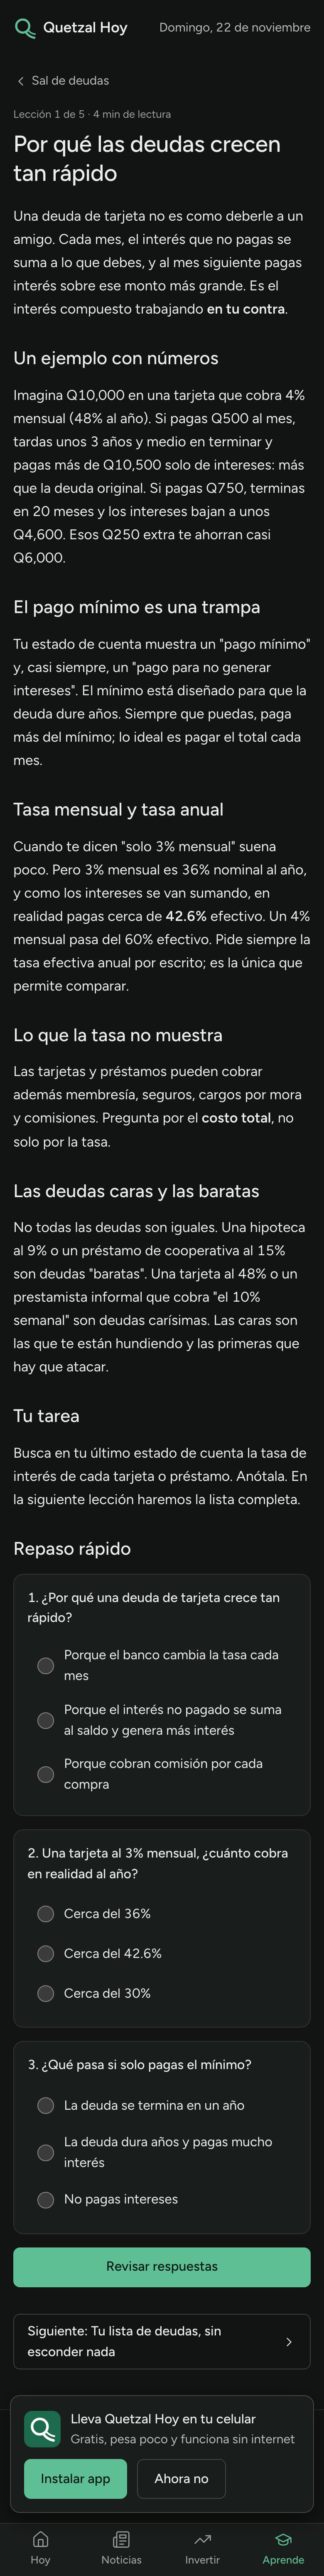 Quetzal Hoy
Domingo, 22 de noviembre
Sal de deudas
Lección 1 de 5 · 4 min de lectura
Por qué las deudas crecen
tan rápido
Una deuda de tarjeta no es como deberle a un
amigo. Cada mes, el interés que no pagas se
suma a lo que debes, y al mes siguiente pagas
interés sobre ese monto más grande. Es el
interés compuesto trabajando en tu contra.
Un ejemplo con números
Imagina Q10,000 en una tarjeta que cobra 4%
mensual (48% al año). Si pagas Q500 al mes,
tardas unos 3 años y medio en terminar y
pagas más de Q10,500 solo de intereses: más
que la deuda original. Si pagas Q750, terminas
en 20 meses y los intereses bajan a unos
Q4,600. Esos Q250 extra te ahorran casi
Q6,000.
El pago mínimo es una trampa
Tu estado de cuenta muestra un "pago mínimo"
y, casi siempre, un "pago para no generar
intereses". El mínimo está diseñado para que la
deuda dure años. Siempre que puedas, paga
más del mínimo; lo ideal es pagar el total cada
mes.
Tasa mensual y tasa anual
Cuando te dicen "solo 3% mensual" suena
poco. Pero 3% mensual es 36% nominal al año,
y como los intereses se van sumando, en
realidad pagas cerca de 42.6% efectivo. Un 4%
mensual pasa del 60% efectivo. Pide siempre la
tasa efectiva anual por escrito; es la única que
permite comparar.
Lo que la tasa no muestra
Las tarjetas y préstamos pueden cobrar
además membresía, seguros, cargos por mora
y comisiones. Pregunta por el costo total, no
solo por la tasa.
Las deudas caras y las baratas
No todas las deudas son iguales. Una hipoteca
al 9% o un préstamo de cooperativa al 15%
son deudas "baratas". Una tarjeta al 48% o un
prestamista informal que cobra "el 10%
semanal" son deudas carísimas. Las caras son
las que te están hundiendo y las primeras que
hay que atacar.
Tu tarea
Busca en tu último estado de cuenta la tasa de
interés de cada tarjeta o préstamo. Anótala. En
la siguiente lección haremos la lista completa.
Repaso rápido
1. ¿Por qué una deuda de tarjeta crece tan
rápido?
Porque el banco cambia la tasa cada
mes
Porque el interés no pagado se suma
al saldo y genera más interés
Porque cobran comisión por cada
compra
2. Una tarjeta al 3% mensual, ¿cuánto cobra
en realidad al año?
Cerca del 36%
Cerca del 42.6%
Cerca del 30%
3. ¿Qué pasa si solo pagas el mínimo?
La deuda se termina en un año
La deuda dura años y pagas mucho
interés
No pagas intereses
Revisar respuestas
Siguiente: Tu lista de deudas, sin
esconder nada
Lleva Quetzal Hoy en tu celular
Gratis, pesa poco y funciona sin internet
Instalar app
Ahora no
Hoy
Noticias
Invertir
Aprende